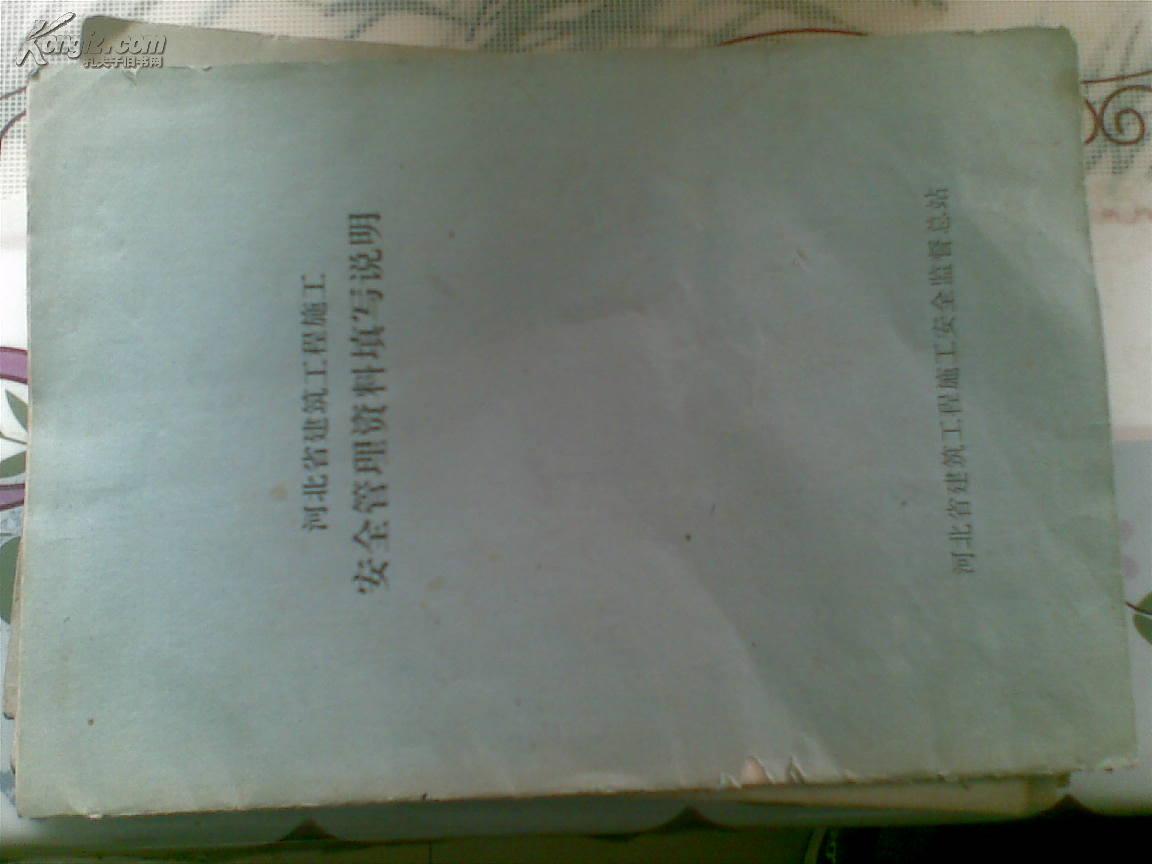 Kongfz.com
孔夫子旧书网
河北省建筑工程施工
安全管理资料填写说明
河北省建筑工程施工安全监督总站